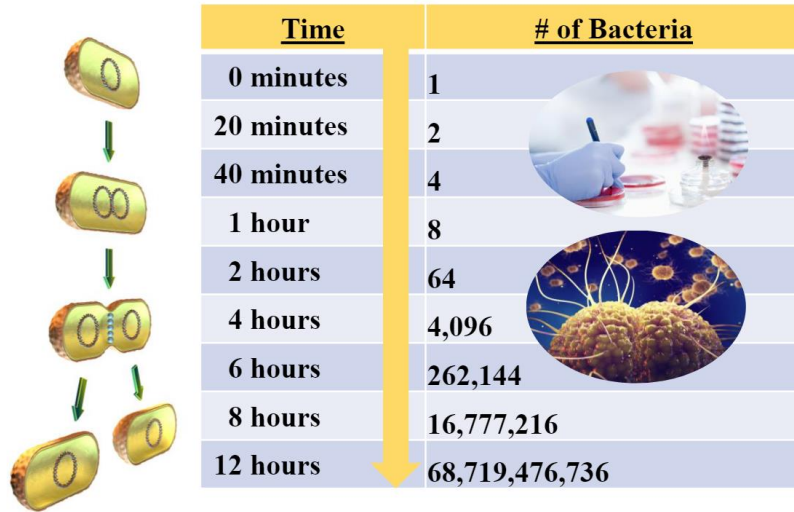 Time # of Bacteria
0 minutes 1
20 minutes 2
40 minutes 4
1 hour 8
2 hours 64
4 hours 4,096
6 hours 262,144
8 hours 16,777,216
12 hours 68,719,476,736